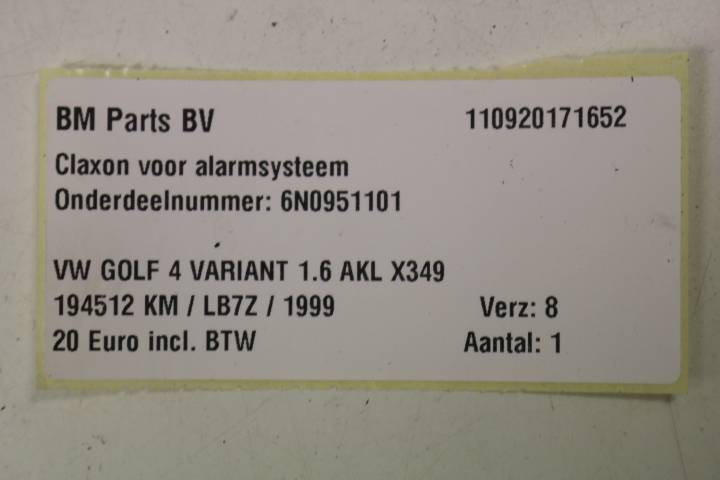 BM Parts BV 110920171652
Claxon voor alarmsysteem
Onderdeelnummer: 6N0951101
VW GOLF 4 VARIANT 1.6 AKL X349
194512 KM / LB7Z / 1999 Verz: 8
20 Euro incl. BTW Aantal: 1